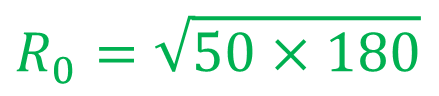 R₀ = √50 × 180